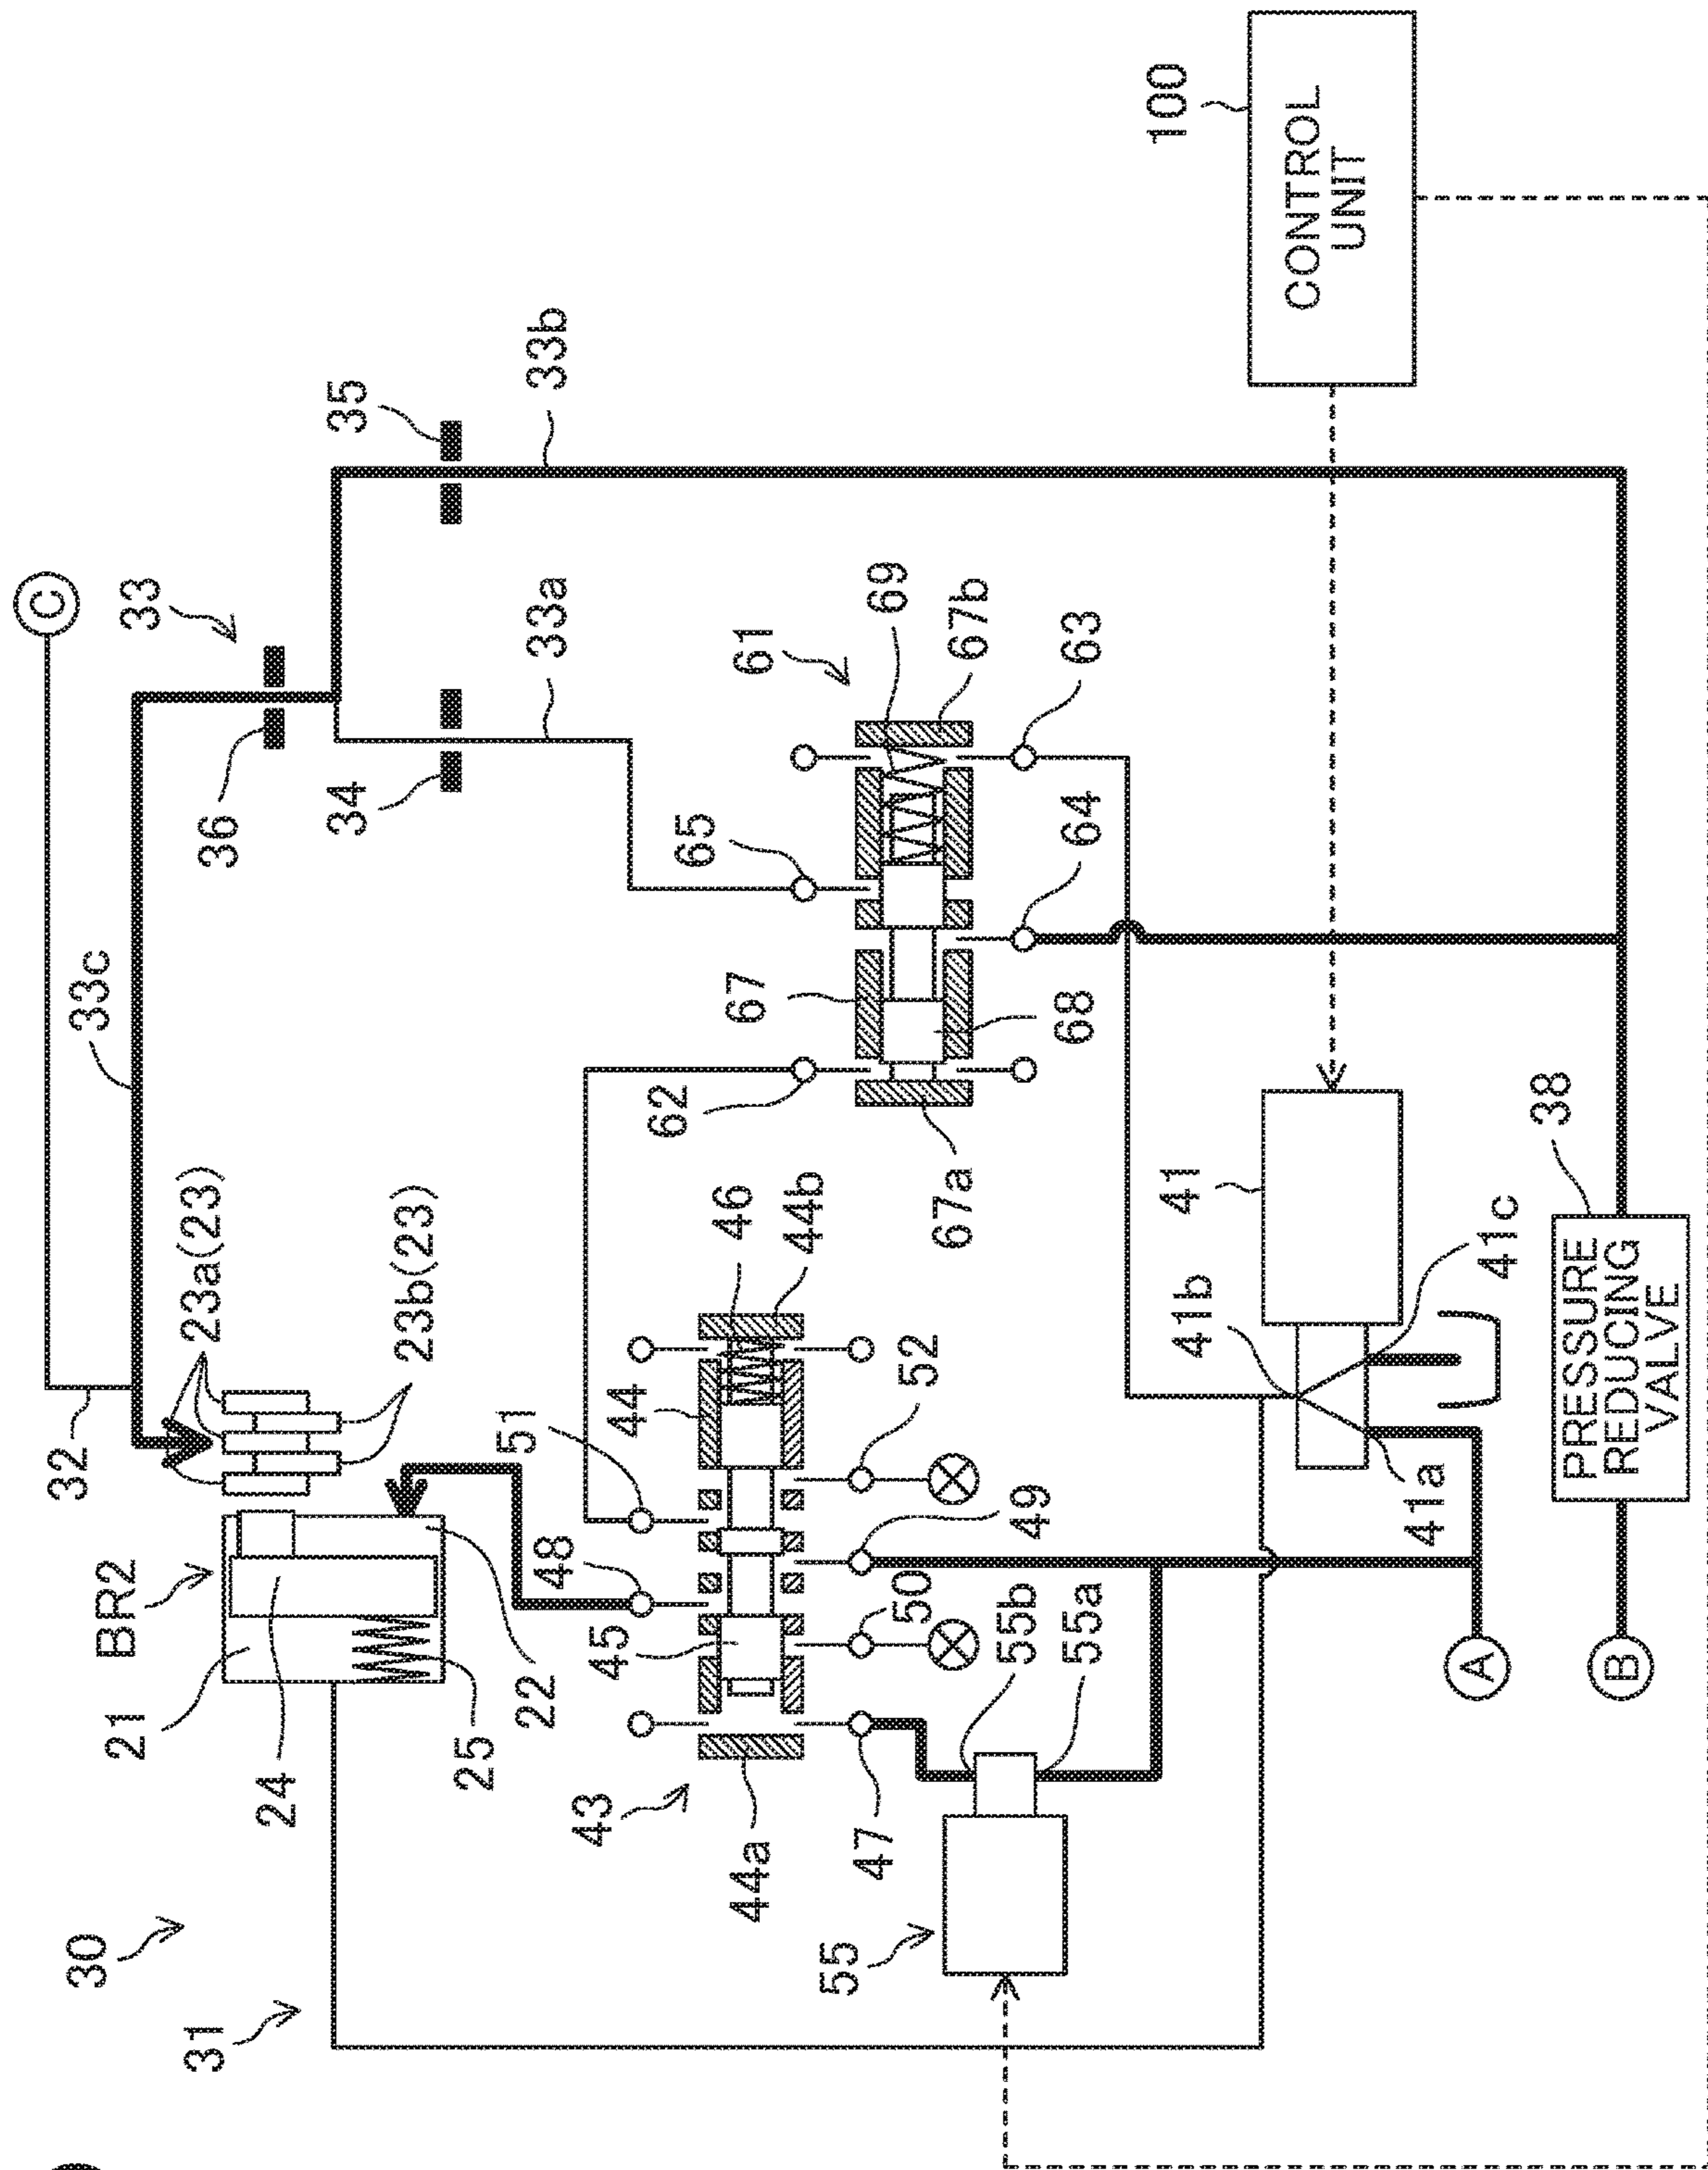 30
31
BR2
21
24
25
22
32
23a(23)
23b(23)
33c
C
33
36
34
35
33a
33b
43
44a
45
48
51
44
46
44b
47
50
49
52
55
55b
55a
61
62
67
65
69
67b
67a
68
64
63
41
41b
41a
41c
100
CONTROL
UNIT
38
PRESSURE
REDUCING
VALVE
A
B